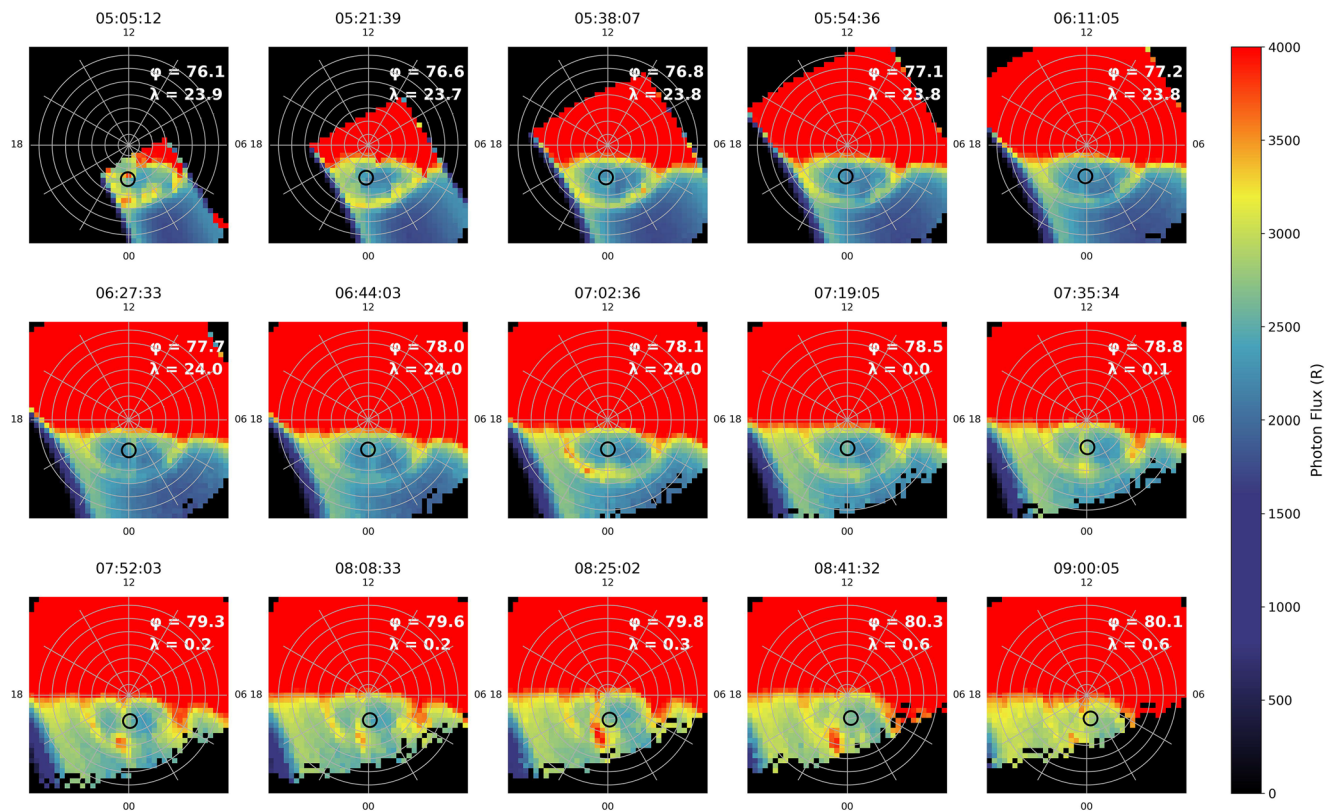 05:05:12 05:21:39 05:38:07 05:54:36 06:11:05
12 12 12 12 12
φ = 76.1 φ = 76.6 φ = 76.8 φ = 77.1 φ = 77.2
λ = 23.9 λ = 23.7 λ = 23.8 λ = 23.8 λ = 23.8
18 06 18 06 18 06 18 06 18 06
00 00 00 00 00
06:27:33 06:44:03 07:02:36 07:19:05 07:35:34
12 12 12 12 12
φ = 77.7 φ = 78.0 φ = 78.1 φ = 78.5 φ = 78.8
λ = 24.0 λ = 24.0 λ = 24.0 λ = 0.0 λ = 0.1
18 06 18 06 18 06 18 06 18 06
00 00 00 00 00
07:52:03 08:08:33 08:25:02 08:41:32 09:00:05
12 12 12 12 12
φ = 79.3 φ = 79.6 φ = 79.8 φ = 80.3 φ = 80.1
λ = 0.2 λ = 0.2 λ = 0.3 λ = 0.6 λ = 0.6
18 06 18 06 18 06 18 06 18 06
00 00 00 00 00
4000
3500
3000
2500
2000
1500
1000
500
0
Photon Flux (R)